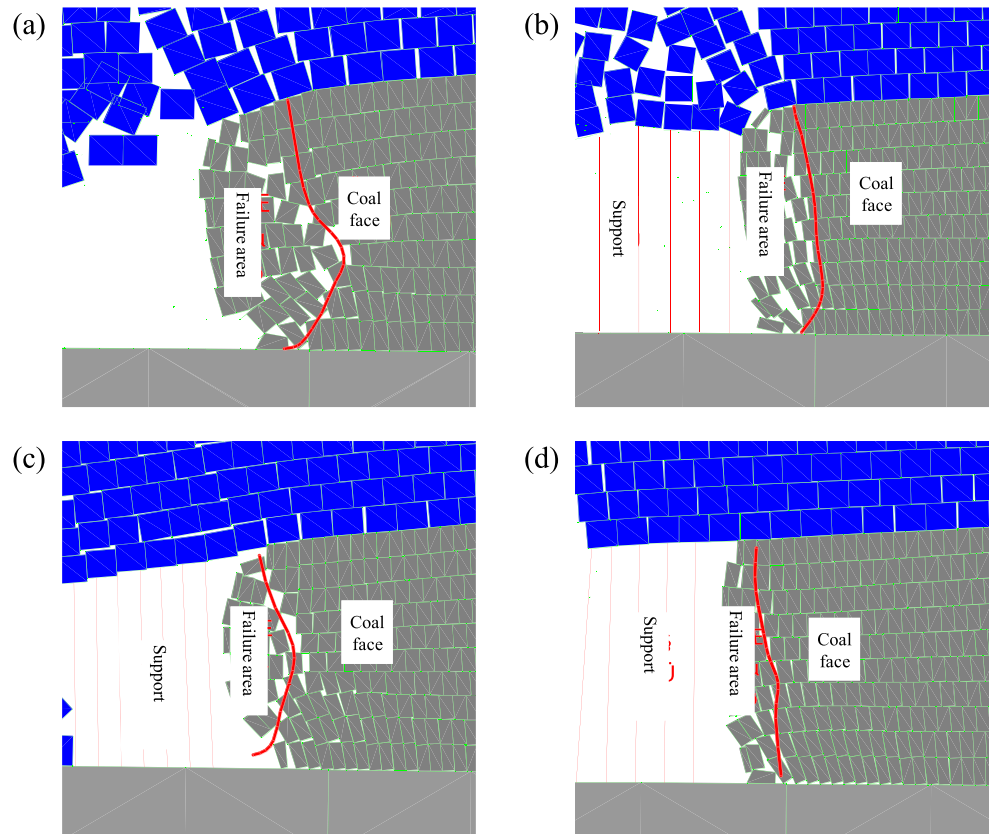 (a)
Failure area
Coal
face
(b)
Support
Failure area
Coal
face
(c)
Support
Failure area
Coal
face
(d)
Support
Failure area
Coal
face